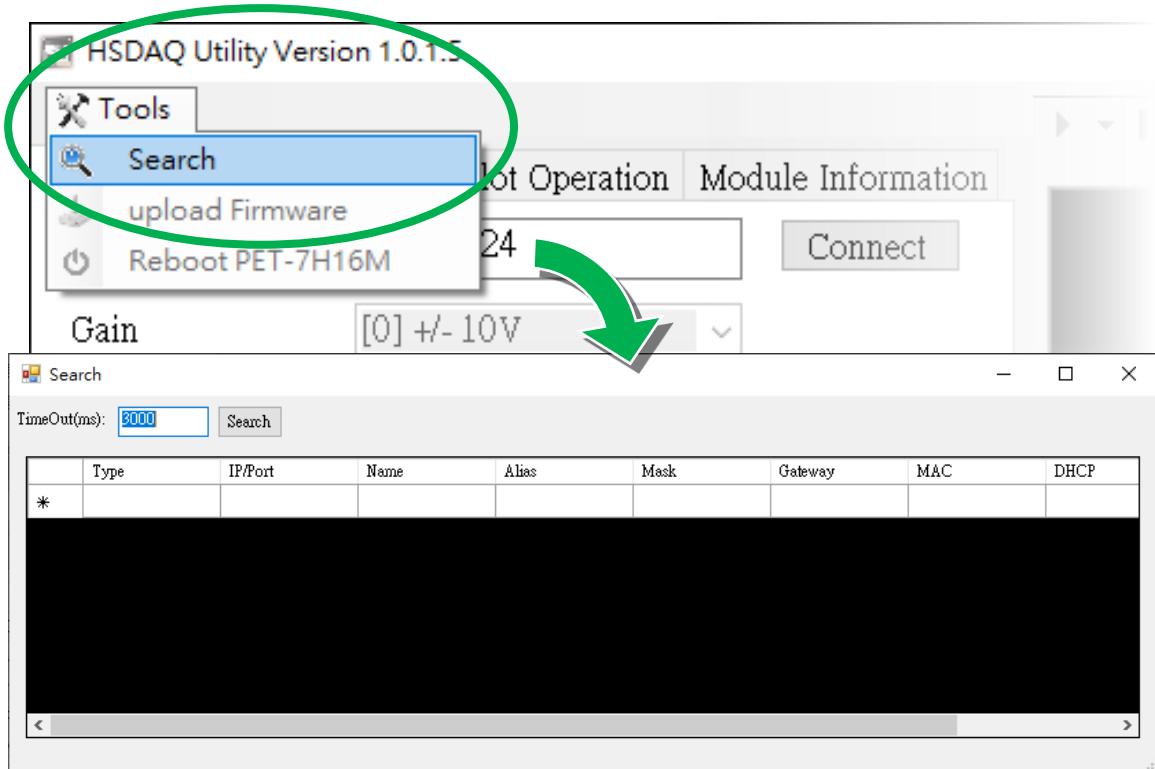 HSDAQ Utility Version 1.0.1.5
Tools
Search
lot Operation Module Information
upload Firmware
24 Connect
Reboot PET-7H16M
Gain [0] +/- 10V
Search
TimeOut(ms): 3000 Search
Type IP/Port Name Alias Mask Gateway MAC DHCP
*